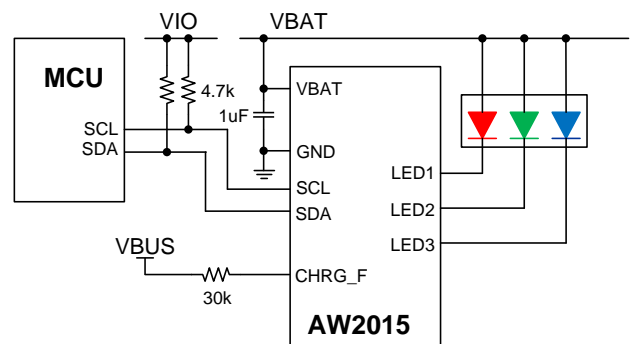 VIO
VBAT
MCU
4.7k
VBAT
1uF
SCL
SDA
GND
LED1
SCL
LED2
SDA
LED3
VBUS
CHRG_F
30k
AW2015